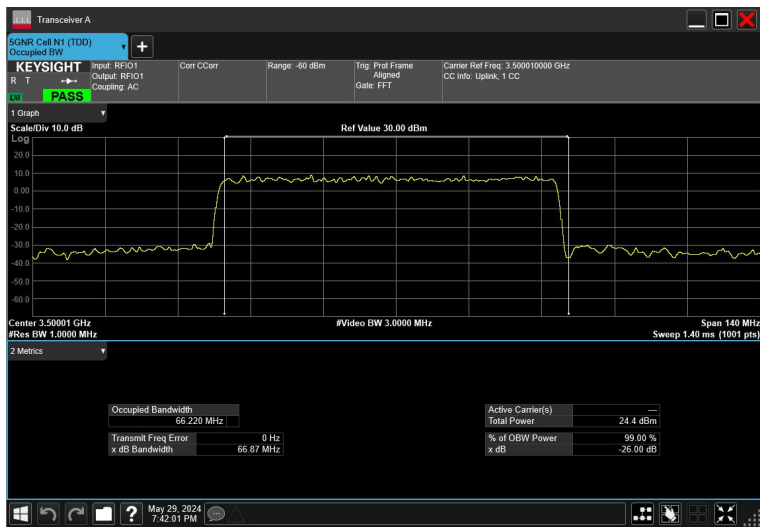 Transceiver A
5GNR Cell N1 (TDD)
Occupied BW
KEYSIGHT
R T
LXI
PASS
Input: RFIO1
Output: RFIO1
Coupling: AC
Corr CCorr
Range: -60 dBm
Trig: Prot Frame
Aligned
Gate: FFT
Carrier Ref Freq: 3.500010000 GHz
CC Info: Uplink, 1 CC
1 Graph
Scale/Div 10.0 dB
Ref Value 30.00 dBm
Log
20.0
10.0
0.00
-10.0
-20.0
-30.0
-40.0
-50.0
-60.0
Center 3.50001 GHz
#Video BW 3.0000 MHz
Span 140 MHz
#Res BW 1.0000 MHz
Sweep 1.40 ms (1001 pts)
2 Metrics
Occupied Bandwidth
66.220 MHz
Transmit Freq Error 0 Hz
x dB Bandwidth 66.87 MHz
Active Carrier(s) ---
Total Power 24.4 dBm
% of OBW Power 99.00 %
x dB -26.00 dB
May 29, 2024
7:42:01 PM